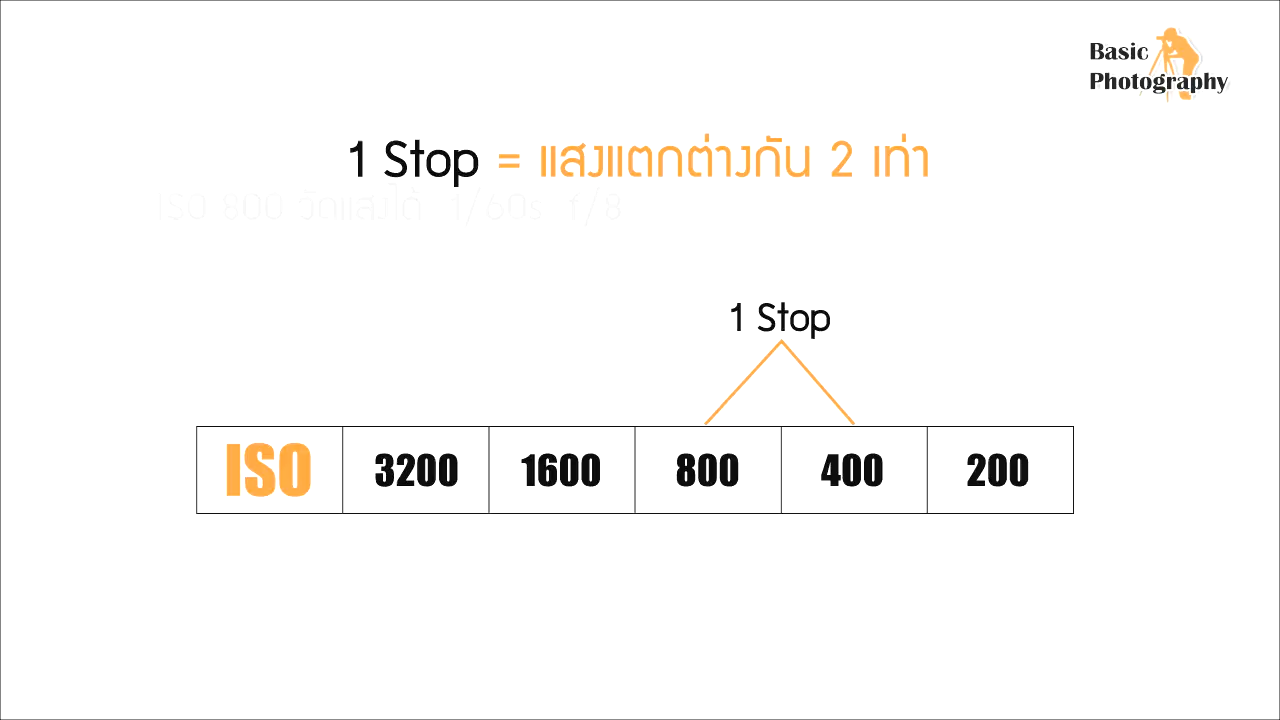 Basic
Photography
1 Stop = แสงแตกต่างกัน 2 เท่า
ISO 800 วัดแสงได้ 1/60s f/8
1 Stop
ISO 3200 1600 800 400 200